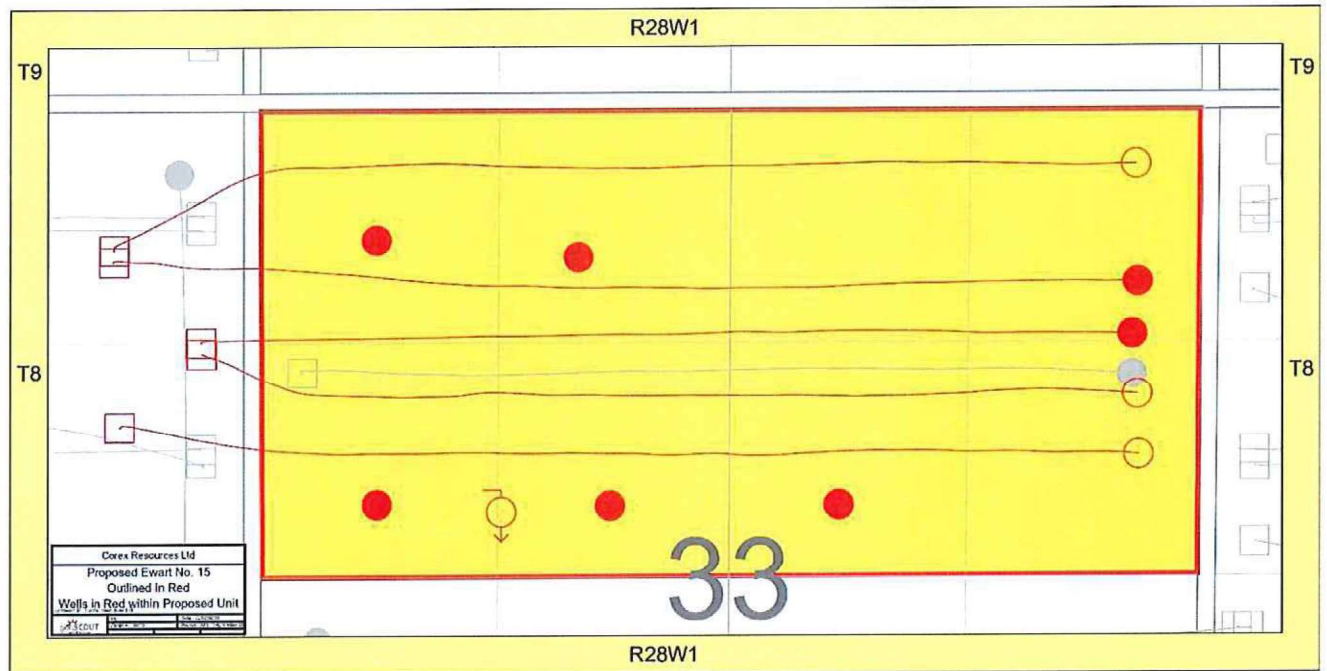 R28W1
T9
T9
T8
T8
33
Corex Resources Ltd
Proposed Ewart No. 15
Outlined in Red
Wells in Red within Proposed Unit
SCOUT
R28W1